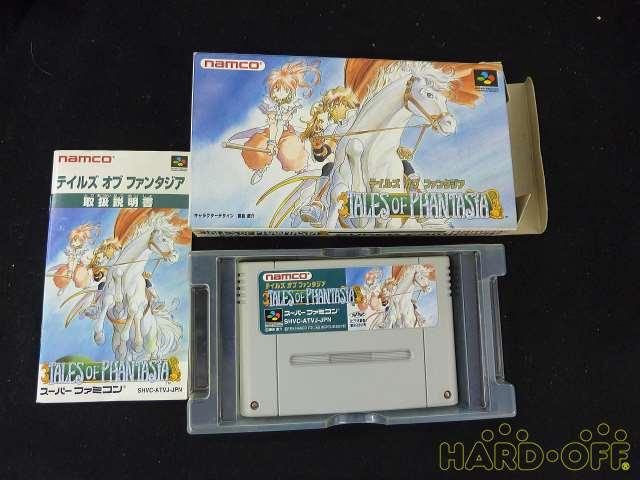 namco
テイルズ オブ ファンタジア
TALES OF PHANTASIA
キャラクターデザイン 藤島 康介
namco
テイルズ オブ ファンタジア
取扱説明書
TALES OF PHANTASIA
スーパー ファミコン
SHVC-ATVJ-JPN
namco
テイルズ オブ ファンタジア
TALES OF PHANTASIA
スーパー ファミコン
SHVC-ATVJ-JPN
HARD-OFF